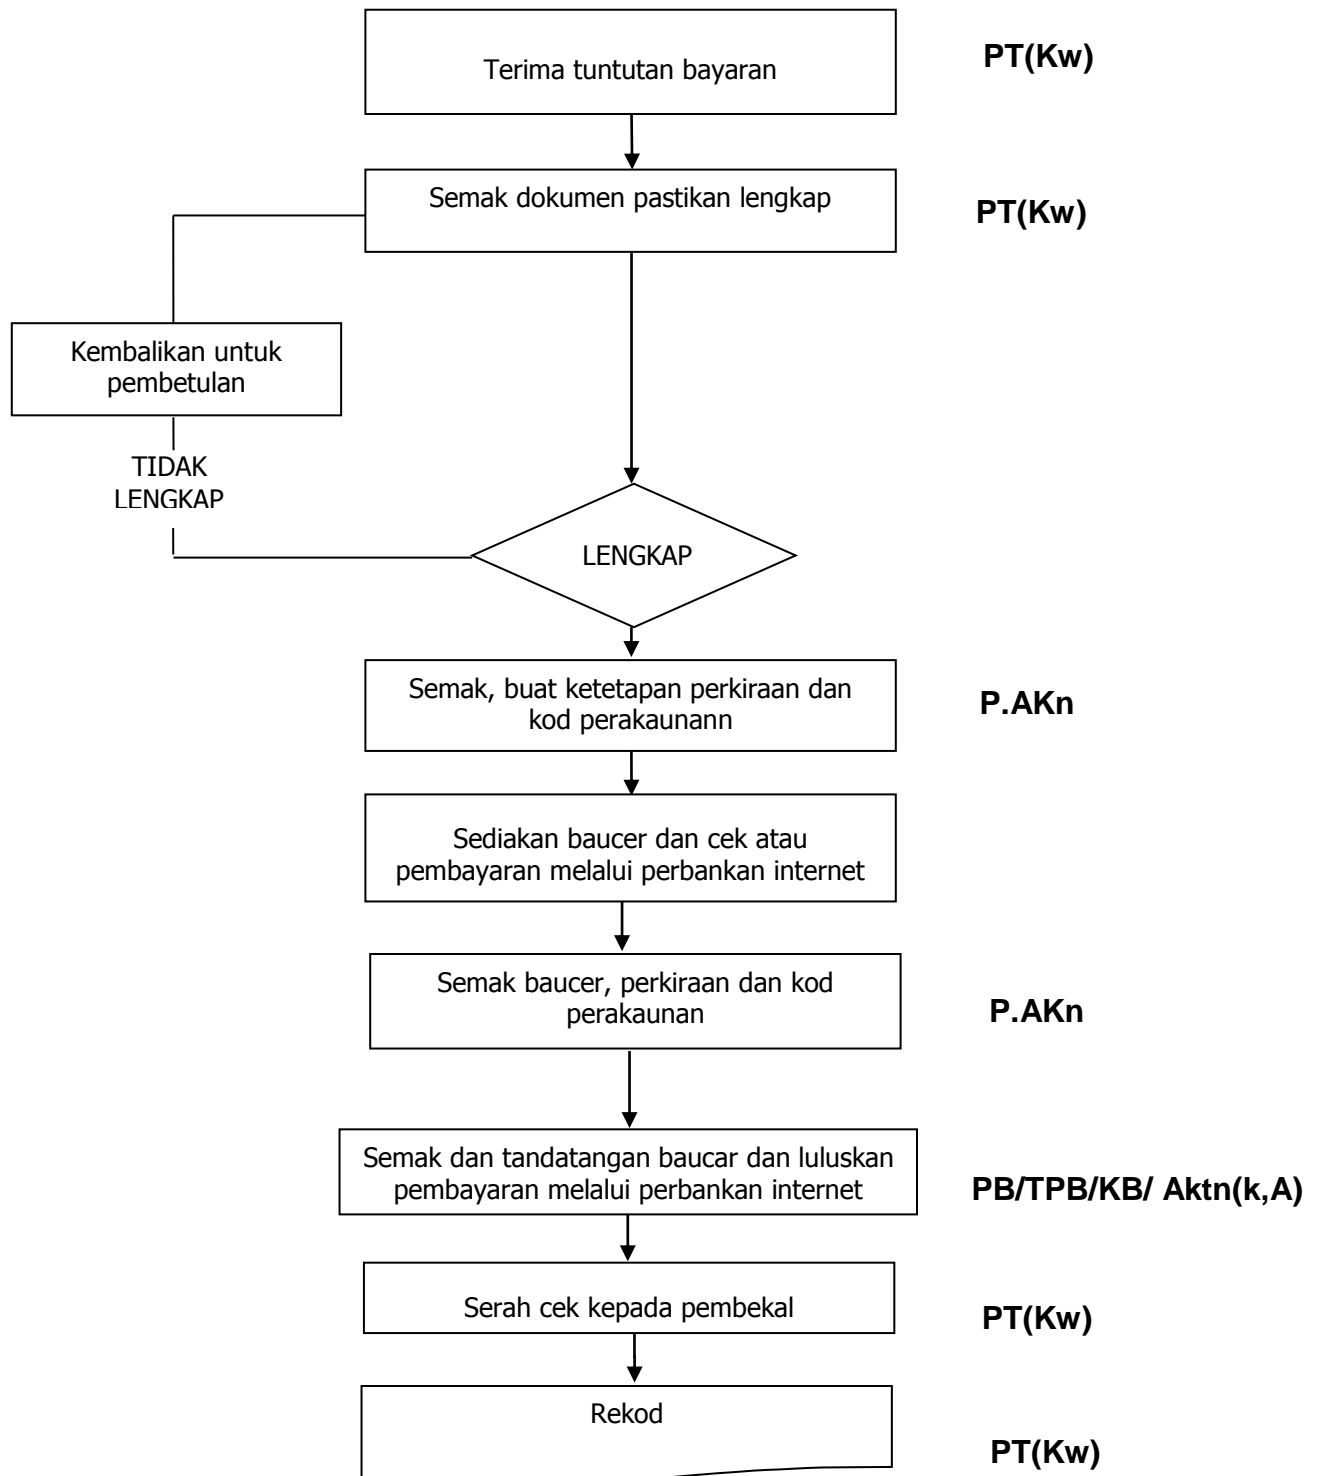 Terima tuntutan bayaran
PT(Kw)
Semak dokumen pastikan lengkap
PT(Kw)
Kembalikan untuk
pembetulan
TIDAK
LENGKAP
LENGKAP
Semak, buat ketetapan perkiraan dan
kod perakaunann
P.AKn
Sediakan baucer dan cek atau
pembayaran melalui perbankan internet
Semak baucer, perkiraan dan kod
perakaunan
P.AKn
Semak dan tandatangan baucar dan luluskan
pembayaran melalui perbankan internet
PB/TPB/KB/ Aktn(k,A)
Serah cek kepada pembekal
PT(Kw)
Rekod
PT(Kw)